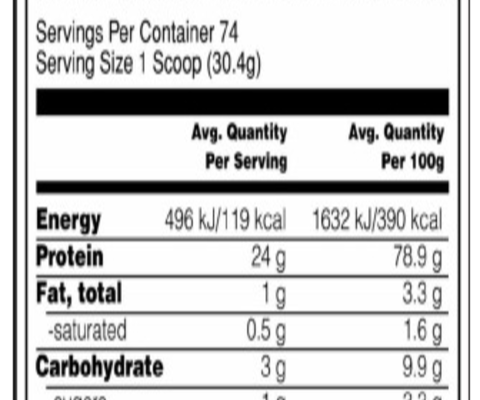 Servings Per Container 74
Serving Size 1 Scoop (30.4g)
Avg. Quantity Avg. Quantity
Per Serving Per 100g
Energy 496 kJ/119 kcal 1632 kJ/390 kcal
Protein 24 g 78.9 g
Fat, total 1 g 3.3 g
-saturated 0.5 g 1.6 g
Carbohydrate 3 g 9.9 g